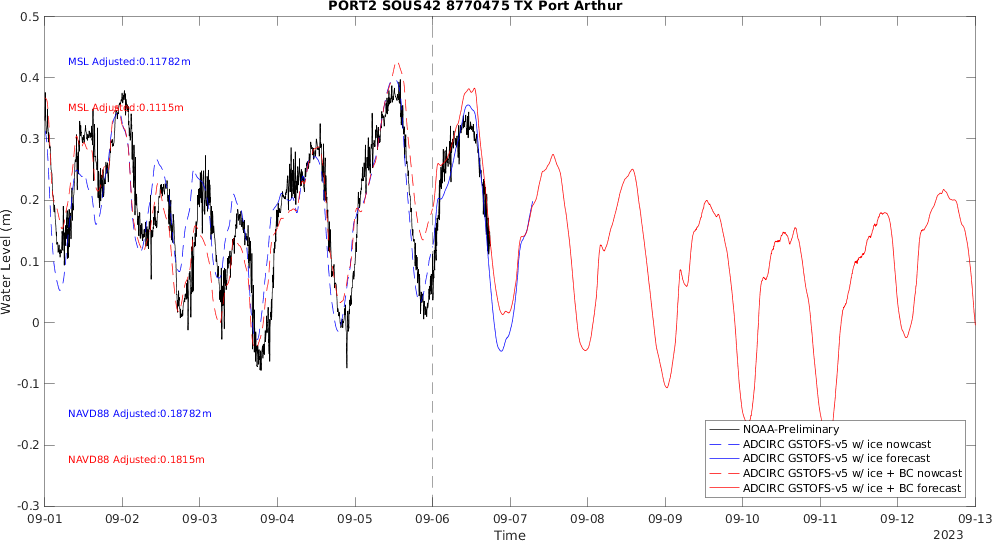 PORT2 SOUS42 8770475 TX Port Arthur
0.5
0.4
0.3
0.2
0.1
0
-0.1
-0.2
-0.3
Water Level (m)
MSL Adjusted:0.11782m
MSL Adjusted:0.1115m
NAVD88 Adjusted:0.18782m
NAVD88 Adjusted:0.1815m
NOAA-Preliminary
ADCIRC GSTOFS-v5 w/ ice nowcast
ADCIRC GSTOFS-v5 w/ ice forecast
ADCIRC GSTOFS-v5 w/ ice + BC nowcast
ADCIRC GSTOFS-v5 w/ ice + BC forecast
09-01 09-02 09-03 09-04 09-05 09-06 09-07 09-08 09-09 09-10 09-11 09-12 09-13
Time
2023